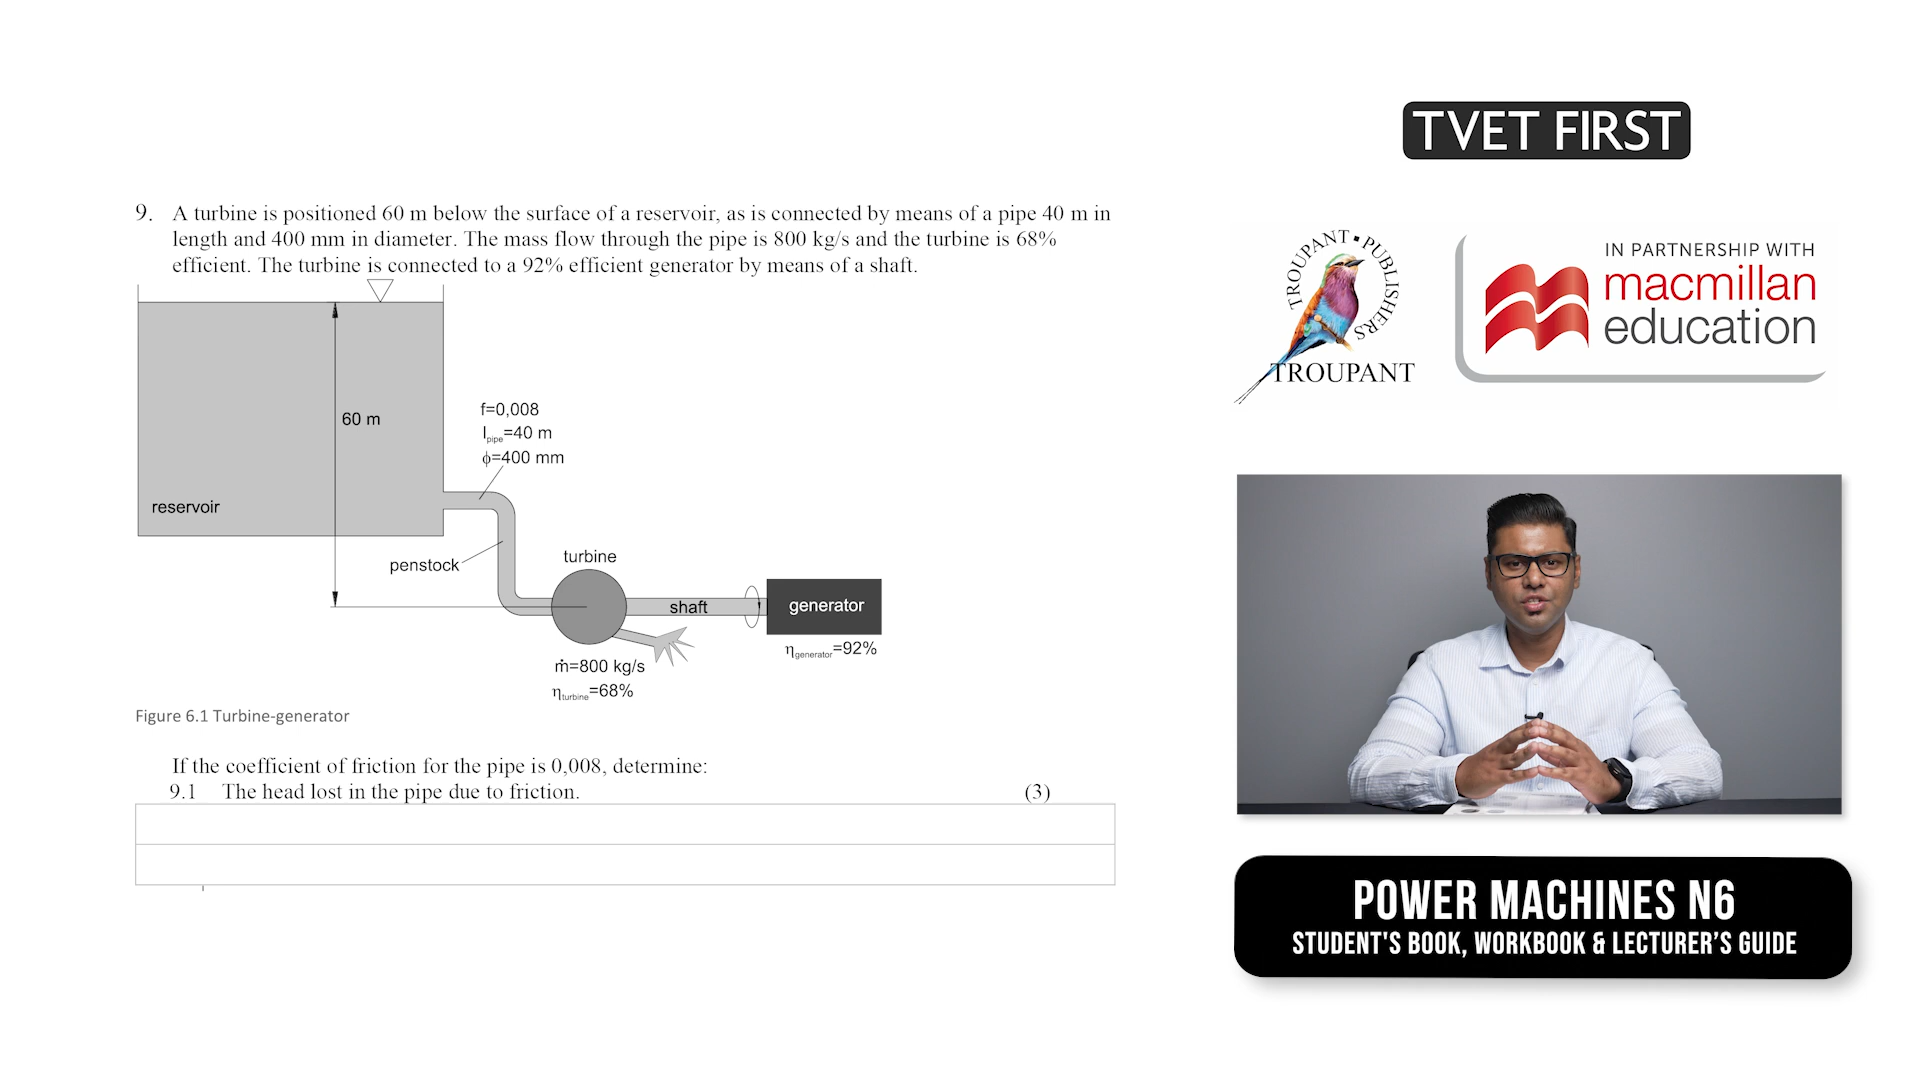 TVET FIRST
9. A turbine is positioned 60 m below the surface of a reservoir, as is connected by means of a pipe 40 m in
length and 400 mm in diameter. The mass flow through the pipe is 800 kg/s and the turbine is 68%
efficient. The turbine is connected to a 92% efficient generator by means of a shaft.
60 m
reservoir
f=0,008
lpipe=40 m
ϕ=400 mm
penstock
turbine
shaft
generator
ηgenerator=92%
ṁ=800 kg/s
ηturbine=68%
Figure 6.1 Turbine-generator
If the coefficient of friction for the pipe is 0,008, determine:
9.1 The head lost in the pipe due to friction. (3)
TROUPANT • PUBLISHERS
TROUPANT
IN PARTNERSHIP WITH
macmillan
education
POWER MACHINES N6
STUDENT'S BOOK, WORKBOOK & LECTURER’S GUIDE